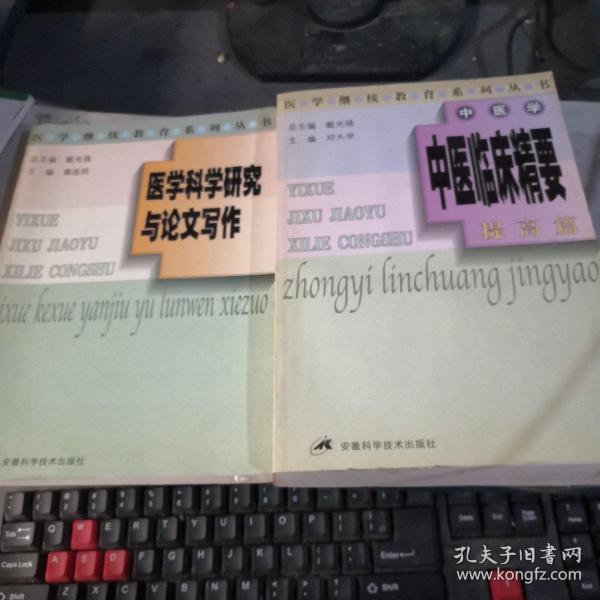 医学继续教育系列丛书
总主编 戴光强
医学科学研究
与论文写作
YIXUE
JIXU JIAOYU
XILIE CONGSHU
yixue kexue yanjiu yu lunwen xiezuo
安徽科学技术出版社
医学继续教育系列丛书
中医学
总主编 戴光强
主编 邓大学
中医临床精要
提高篇
YIXUE
JIXU JIAOYU
XILIE CONGSHU
zhongyi linchuang jingyao
安徽科学技术出版社
Tab
Q
W
E
R
T
Y
U
I
O
P
Caps Lock
A
S
D
F
G
H
J
K
L
Enter
Shift
Z
X
C
V
B
N
M
Shift
孔夫子旧书网
www.kongfz.com